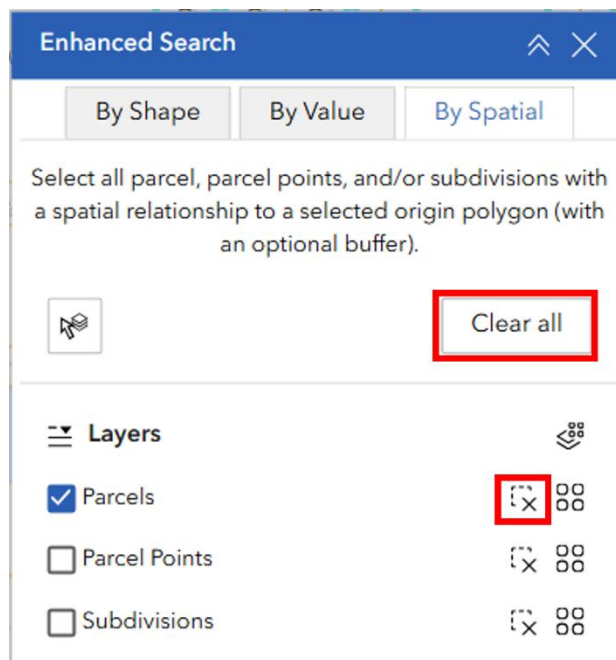 Enhanced Search
By Shape
By Value
By Spatial
Select all parcel, parcel points, and/or subdivisions with
a spatial relationship to a selected origin polygon (with
an optional buffer).
Clear all
Layers
Parcels
Parcel Points
Subdivisions